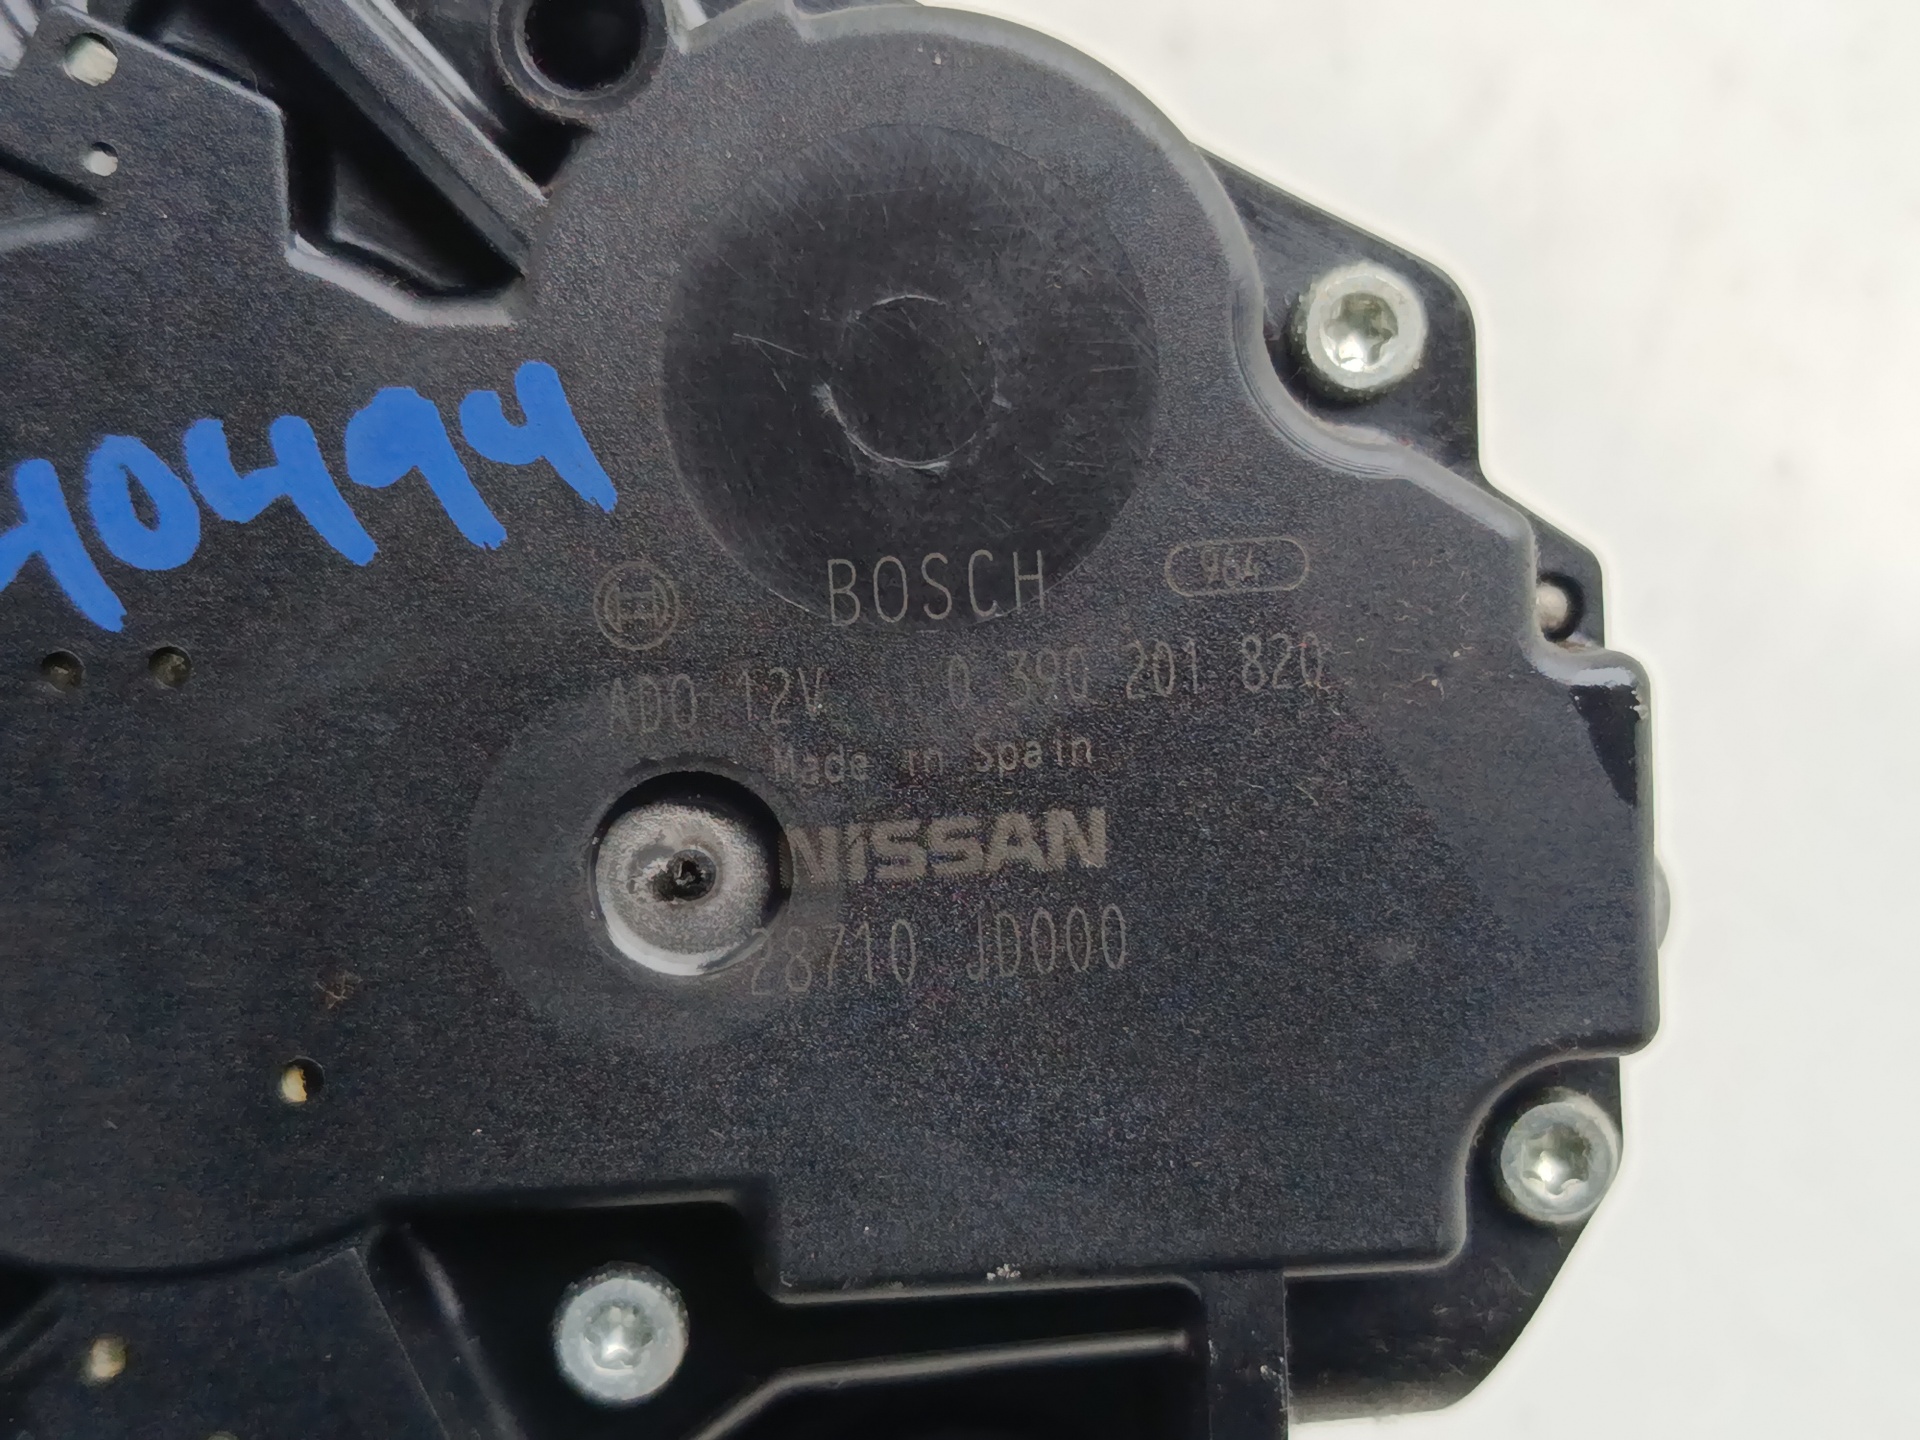 40494
BOSCH 964
ADO 12V 0 390 201 820
Made in Spain
NISSAN
28710 JD000